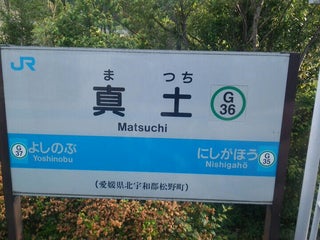 JR
まつち
真土
G
36
Matsuchi
G
37
よしのぶ
Yoshinobu
にしがほう
Nishigahō
G
35
(愛媛県北宇和郡松野町)